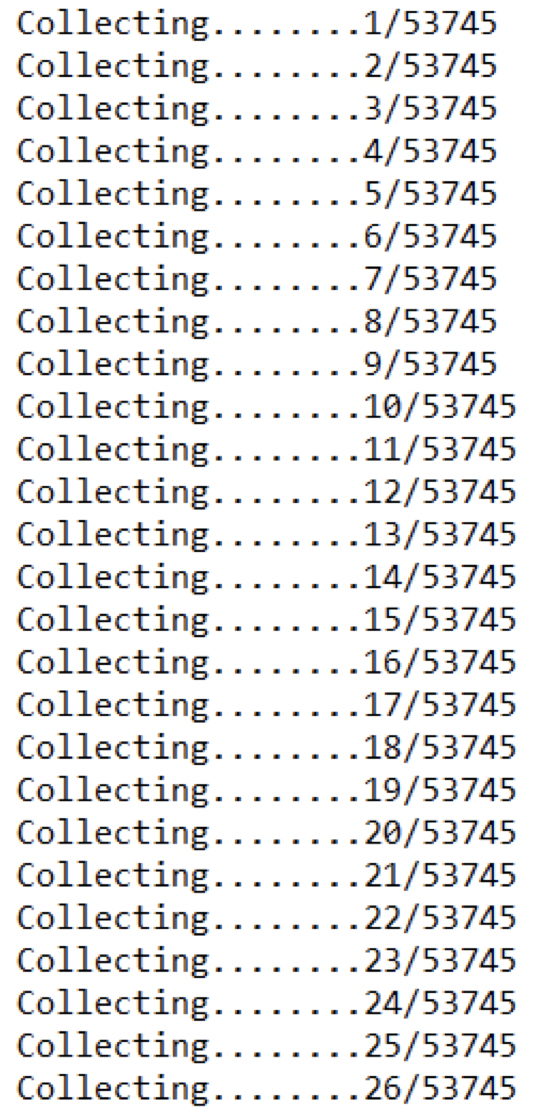 Collecting........1/53745
Collecting........2/53745
Collecting........3/53745
Collecting........4/53745
Collecting........5/53745
Collecting........6/53745
Collecting........7/53745
Collecting........8/53745
Collecting........9/53745
Collecting........10/53745
Collecting........11/53745
Collecting........12/53745
Collecting........13/53745
Collecting........14/53745
Collecting........15/53745
Collecting........16/53745
Collecting........17/53745
Collecting........18/53745
Collecting........19/53745
Collecting........20/53745
Collecting........21/53745
Collecting........22/53745
Collecting........23/53745
Collecting........24/53745
Collecting........25/53745
Collecting........26/53745